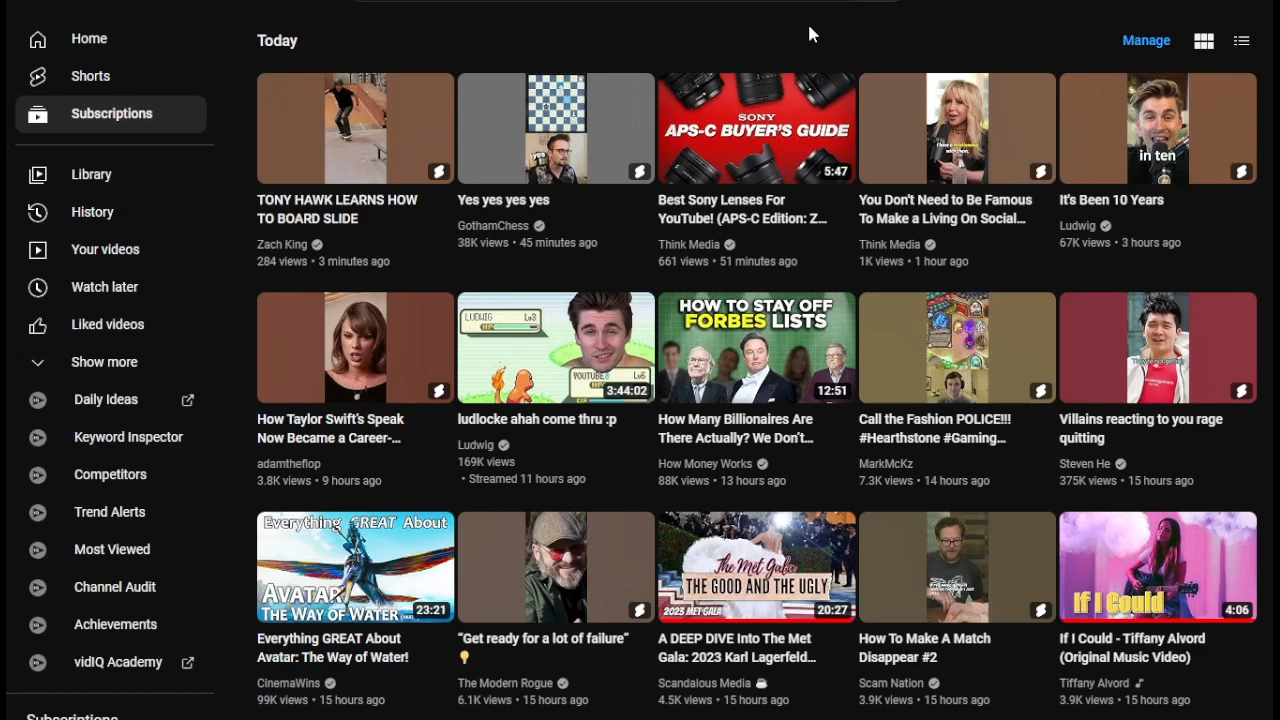 Home
Shorts
Subscriptions
Library
History
Your videos
Watch later
Liked videos
Show more
Daily Ideas
Keyword Inspector
Competitors
Trend Alerts
Most Viewed
Channel Audit
Achievements
vidIQ Academy
Subscriptions
Today
Manage
TONY HAWK LEARNS HOW
TO BOARD SLIDE
Zach King
284 views • 3 minutes ago
yes
Yes yes yes yes
GothamChess
38K views • 45 minutes ago
SONY
APS-C BUYER'S GUIDE
5:47
Best Sony Lenses For
YouTube! (APS-C Edition: Z...
Think Media
661 views • 51 minutes ago
You Don't Need to Be Famous
To Make a Living On Social...
Think Media
1K views • 1 hour ago
in ten
It's Been 10 Years
Ludwig
67K views • 3 hours ago
How Taylor Swift's Speak
Now Became a Career-...
adamtheflop
3.8K views • 9 hours ago
LUDWIG Lv3
YOUTUBE Lv6
3:44:02
ludlocke ahah come thru :p
Ludwig
169K views
• Streamed 11 hours ago
HOW TO STAY OFF
FORBES LISTS
12:51
How Many Billionaires Are
There Actually? We Don't...
How Money Works
88K views • 13 hours ago
Call the Fashion POLICE!!!
#Hearthstone #Gaming...
MarkMcKz
7.3K views • 14 hours ago
Villains reacting to you rage
quitting
Steven He
375K views • 15 hours ago
Everything GREAT About
AVATAR
THE WAY OF WATER
23:21
Everything GREAT About
Avatar: The Way of Water!
CinemaWins
99K views • 15 hours ago
“Get ready for a lot of failure”
The Modern Rogue
6.1K views • 15 hours ago
The Met Gala
THE GOOD AND THE UGLY
2023 MET GALA
20:27
A DEEP DIVE Into The Met
Gala: 2023 Karl Lagerfeld...
Scandalous Media
4.5K views • 15 hours ago
How To Make A Match
Disappear #2
Scam Nation
3.9K views • 15 hours ago
If I Could
4:06
If I Could - Tiffany Alvord
(Original Music Video)
Tiffany Alvord
3.9K views • 15 hours ago